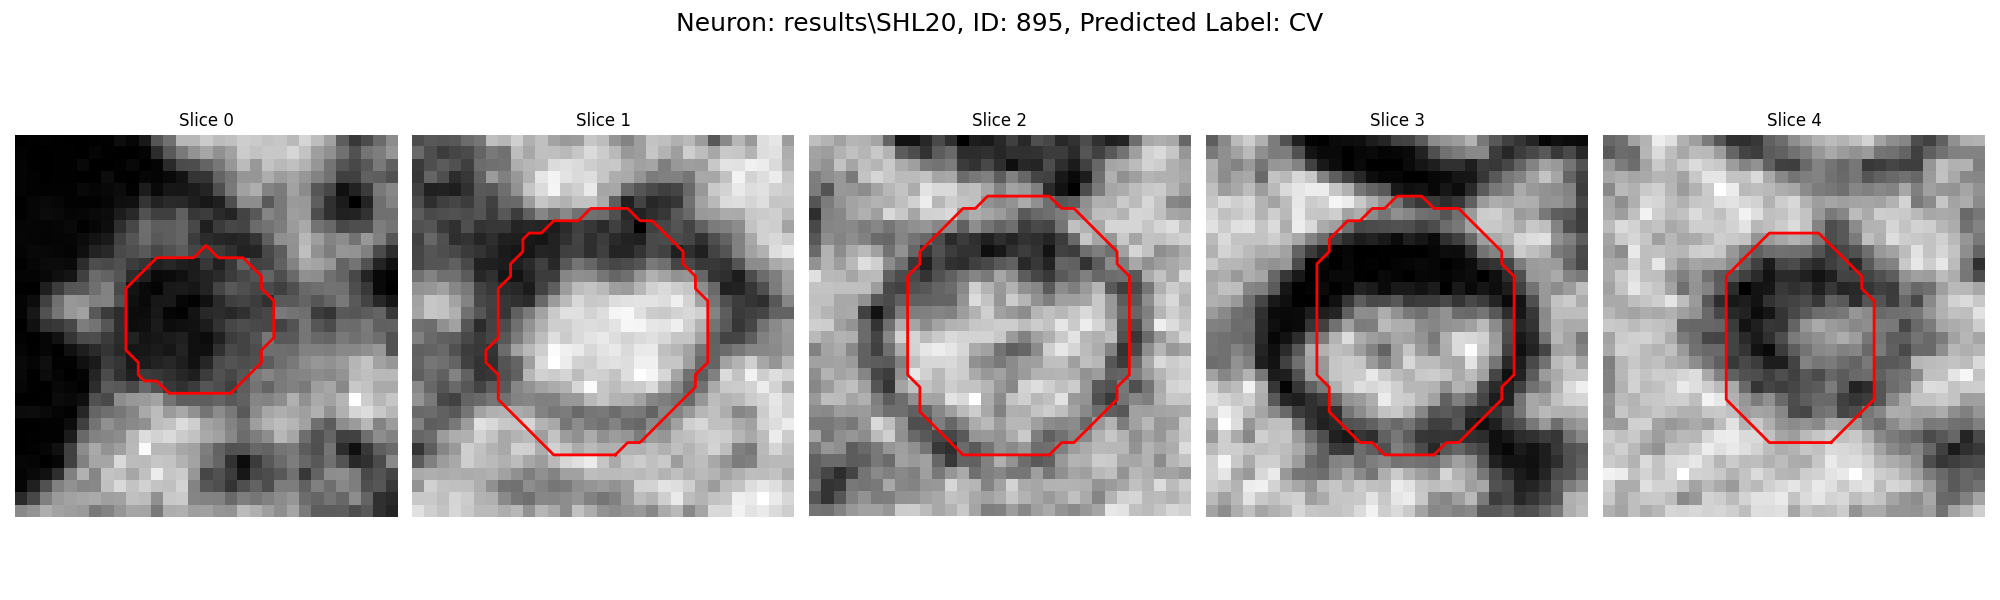 Neuron: results\SHL20, ID: 895, Predicted Label: CV
Slice 0
Slice 1
Slice 2
Slice 3
Slice 4